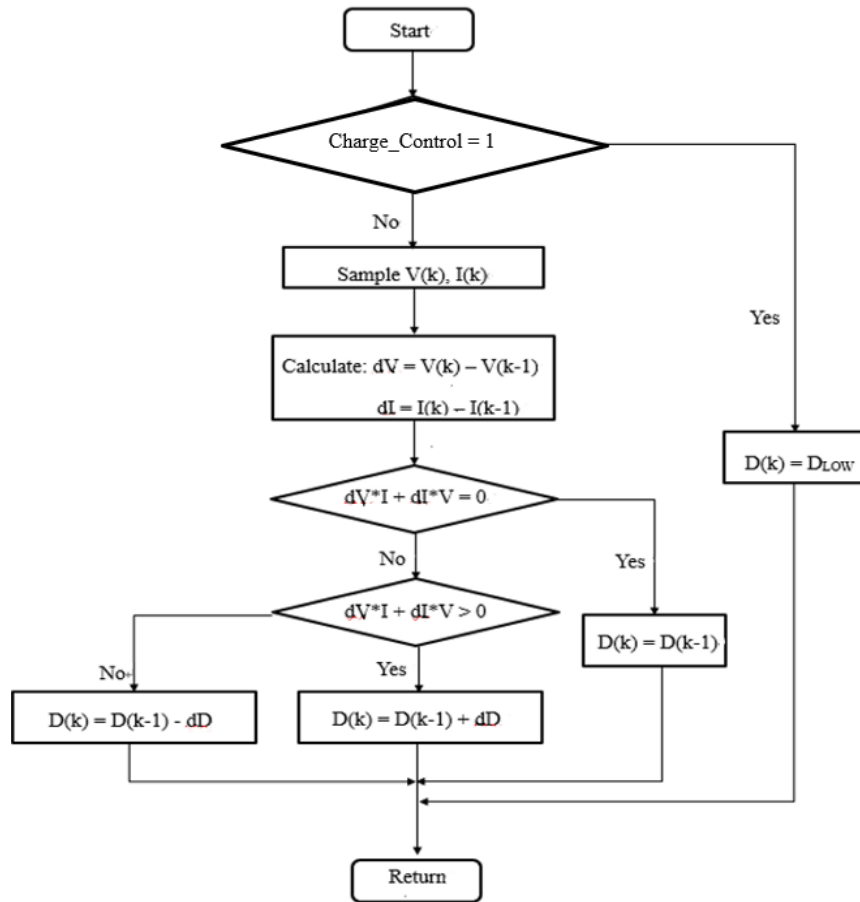 Start
Charge_Control = 1
No
Sample V(k), I(k)
Yes
Calculate: dV = V(k) – V(k-1)
dI = I(k) – I(k-1)
D(k) = DLOW
dV*I + dI*V = 0
No
Yes
dV*I + dI*V > 0
D(k) = D(k-1)
No
Yes
D(k) = D(k-1) - dD
D(k) = D(k-1) + dD
Return